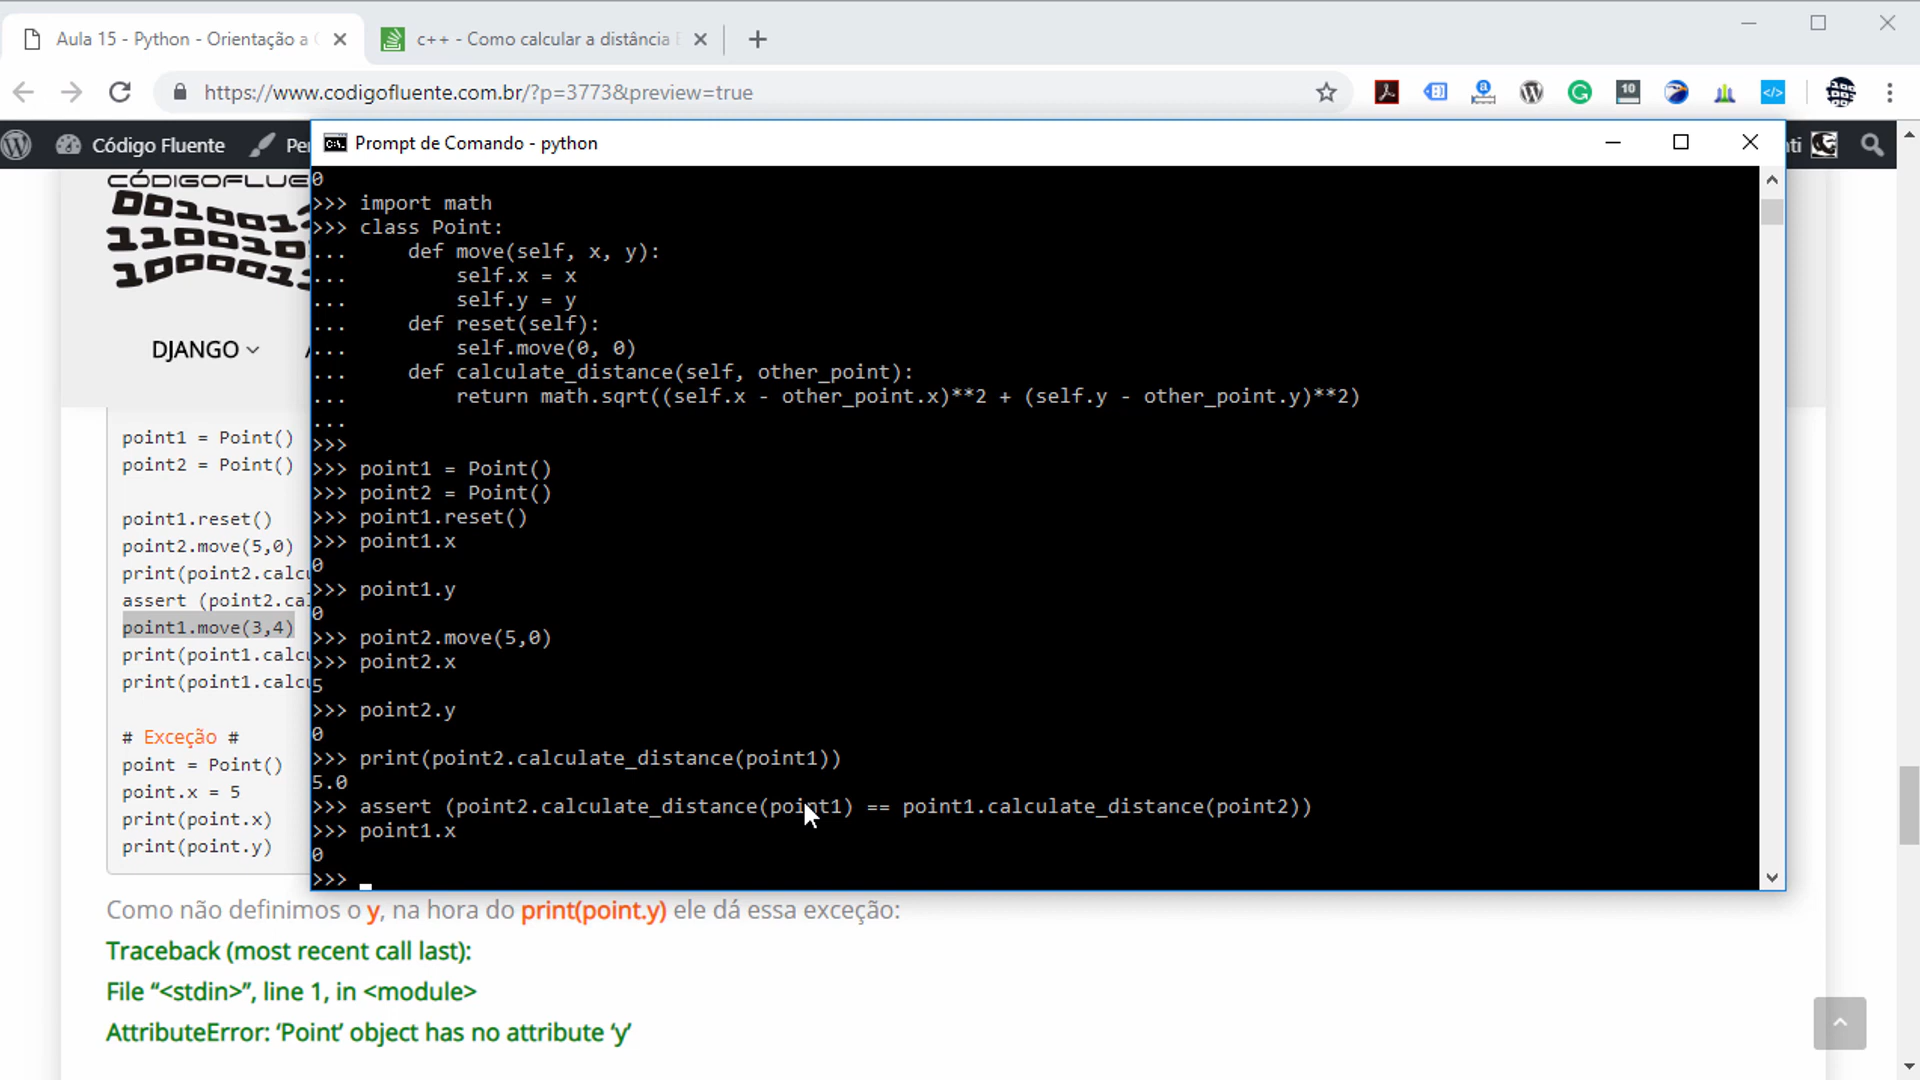 Aula 15 - Python - Orientação a
c++ - Como calcular a distância
https://www.codigofluente.com.br/?p=3773&preview=true
10
Código Fluente
Prompt de Comando - python
CÓDIGOFLUE
DJANGO
point1 = Point()
point2 = Point()
point1.reset()
point2.move(5,0)
print(point2.calc
assert (point2.ca
point1.move(3,4)
print(point1.calc
print(point1.calc
# Exceção #
point = Point()
point.x = 5
print(point.x)
print(point.y)
0
>>> import math
>>> class Point:
...     def move(self, x, y):
...         self.x = x
...         self.y = y
...     def reset(self):
...         self.move(0, 0)
...     def calculate_distance(self, other_point):
...         return math.sqrt((self.x - other_point.x)**2 + (self.y - other_point.y)**2)
...
>>>
>>> point1 = Point()
>>> point2 = Point()
>>> point1.reset()
>>> point1.x
0
>>> point1.y
0
>>> point2.move(5,0)
>>> point2.x
5
>>> point2.y
0
>>> print(point2.calculate_distance(point1))
5.0
>>> assert (point2.calculate_distance(point1) == point1.calculate_distance(point2))
>>> point1.x
0
>>>
Como não definimos o y, na hora do print(point.y) ele dá essa exceção:
Traceback (most recent call last):
File “<stdin>”, line 1, in <module>
AttributeError: ‘Point’ object has no attribute ‘y’